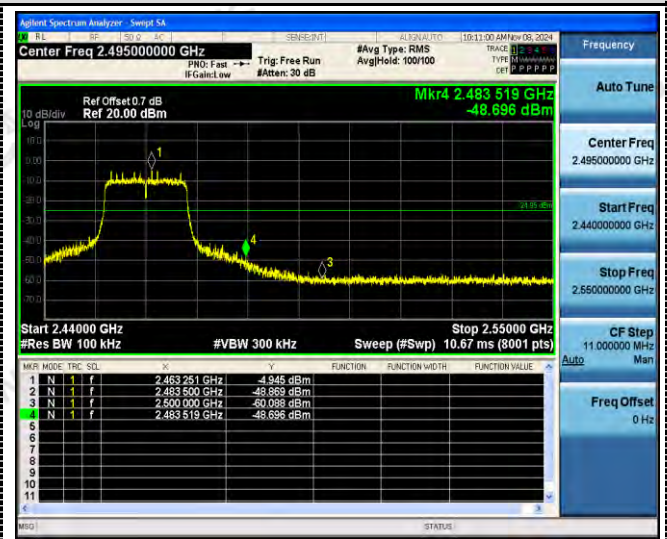 Agilent Spectrum Analyzer - Swept SA
RL RF 50 Ω AC SENSE:INT ALIGN AUTO 10:11:00 AM Nov 08, 2024
Center Freq 2.495000000 GHz
PNO: Fast
IFGain:Low
Trig: Free Run
#Atten: 30 dB
#Avg Type: RMS
Avg|Hold: 100/100
TRACE 1 2 3 4 5 6
TYPE M
DET P P P P P P
Frequency
Auto Tune
Center Freq
2.495000000 GHz
Start Freq
2.440000000 GHz
Stop Freq
2.550000000 GHz
CF Step
11.000000 MHz
Auto Man
Freq Offset
0 Hz
Ref Offset 0.7 dB
10 dB/div Ref 20.00 dBm
Log
Mkr4 2.483 519 GHz
-48.696 dBm
10.0
0.00
-10.0
-20.0
-30.0
-40.0
-50.0
-60.0
-70.0
1
4
3
Start 2.44000 GHz Stop 2.55000 GHz
#Res BW 100 kHz #VBW 300 kHz Sweep (#Swp) 10.67 ms (8001 pts)
MKR MODE TRC SCL X Y FUNCTION FUNCTION WIDTH FUNCTION VALUE
1 N 1 f 2.463 251 GHz -4.945 dBm
2 N 1 f 2.483 500 GHz -48.869 dBm
3 N 1 f 2.500 000 GHz -60.088 dBm
4 N 1 f 2.483 519 GHz -48.696 dBm
5
6
7
8
9
10
11
MSG STATUS